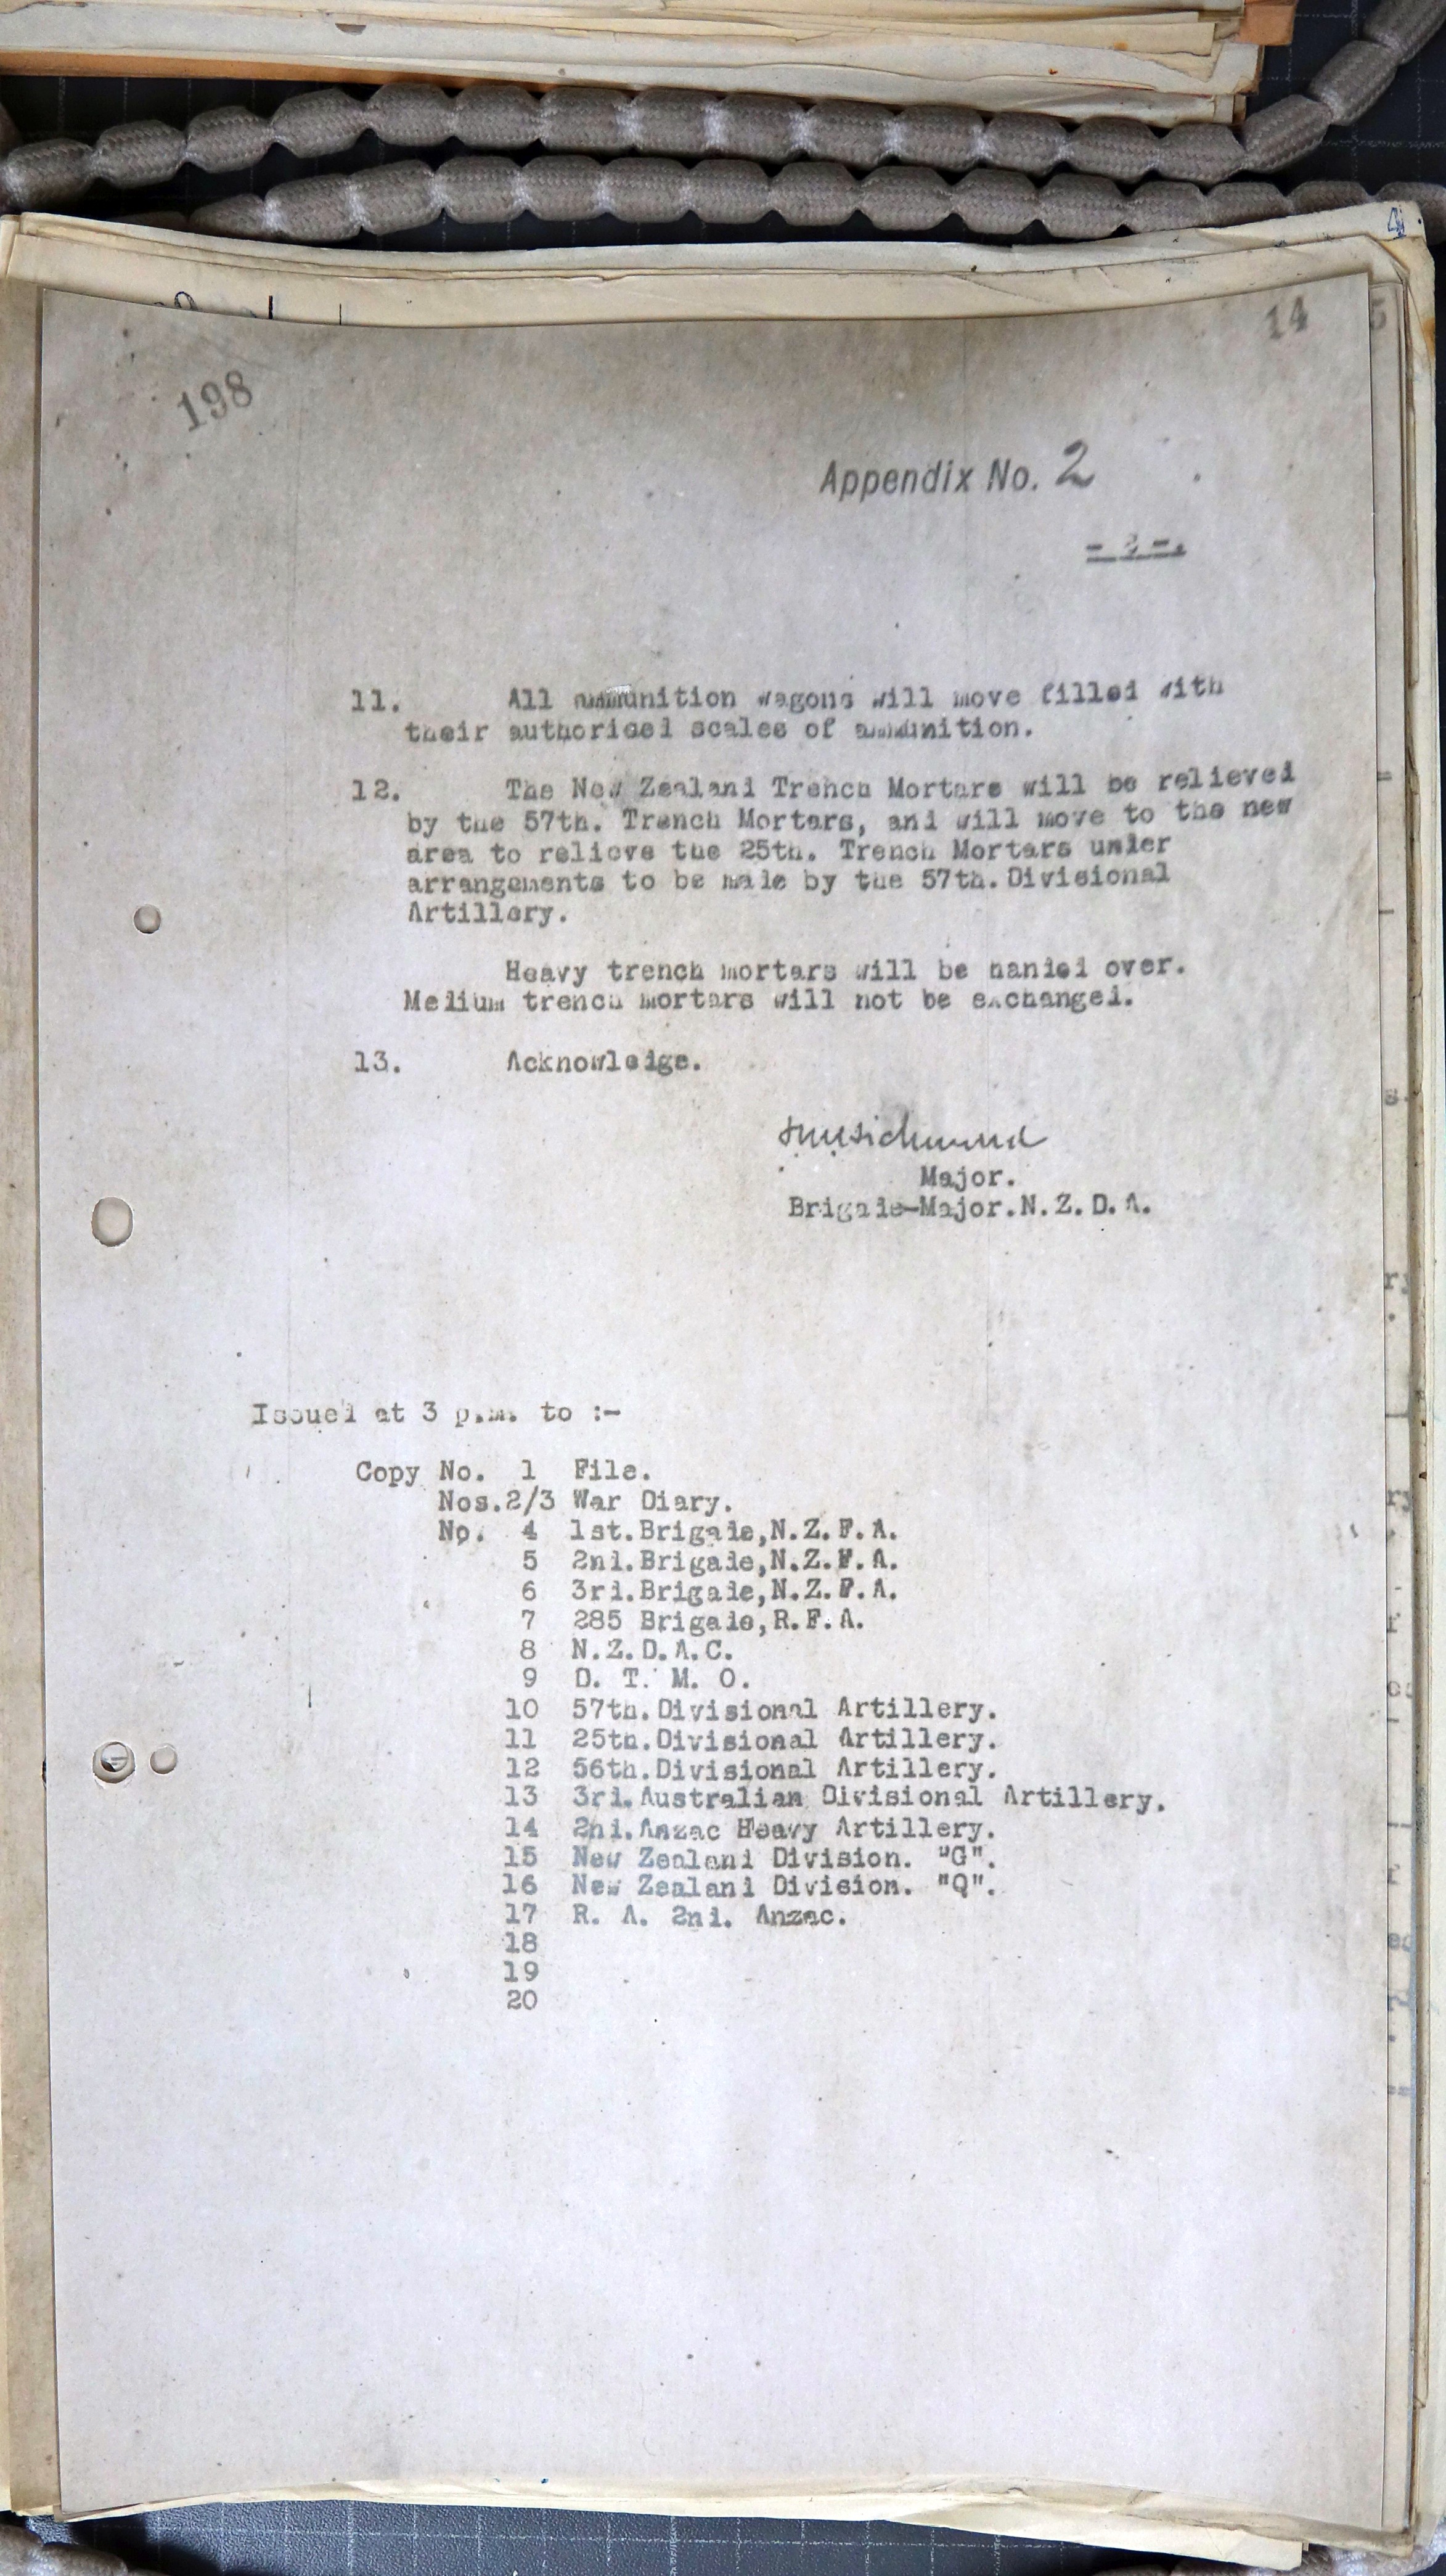 14
198
Appendix No. 2
11. All ammunition wagons will move filled with
their authorised scales of ammunition.
12. The New Zealand Trench Mortars will be relieved
by the 57th. Trench Mortars, and will move to the new
area to relieve the 25th. Trench Mortars under
arrangements to be made by the 57th. Divisional
Artillery.
Heavy trench mortars will be handed over.
Medium trench mortars will not be exchanged.
13. Acknowledge.
Major.
Brigade-Major.N.Z.D.A.
Issued at 3 p.m. to :-
Copy No. 1 File.
Nos.2/3 War Diary.
No. 4 1st.Brigade,N.Z.F.A.
5 2nd.Brigade,N.Z.F.A.
6 3rd.Brigade,N.Z.F.A.
7 285 Brigade,R.F.A.
8 N.Z.D.A.C.
9 D. T. M. O.
10 57th.Divisional Artillery.
11 25th.Divisional Artillery.
12 56th.Divisional Artillery.
13 3rd.Australian Divisional Artillery.
14 2nd.Anzac Heavy Artillery.
15 New Zealand Division. "G".
16 New Zealand Division. "Q".
17 R. A. 2nd. Anzac.
18
19
20